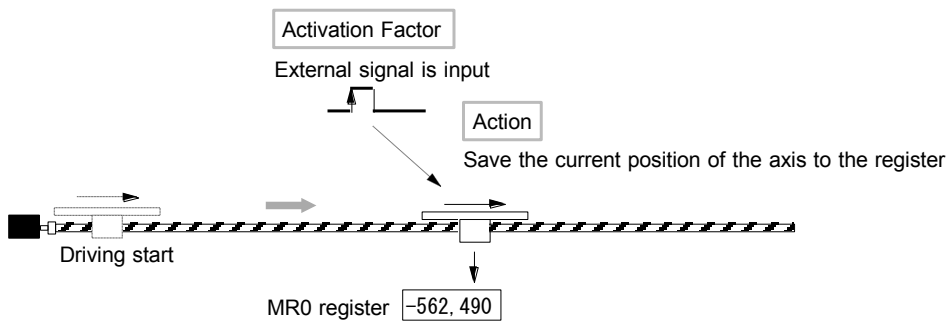 Activation Factor
External signal is input
Action
Save the current position of the axis to the register
Driving start
MR0 register -562,490